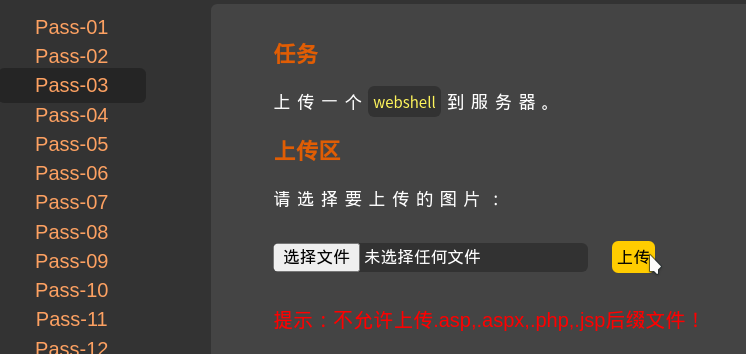 Pass-01
Pass-02
Pass-03
Pass-04
Pass-05
Pass-06
Pass-07
Pass-08
Pass-09
Pass-10
Pass-11
Pass-12
任务
上传一个 webshell 到服务器。
上传区
请选择要上传的图片：
选择文件 未选择任何文件 上传
提示：不允许上传.asp,.aspx,.php,.jsp后缀文件！